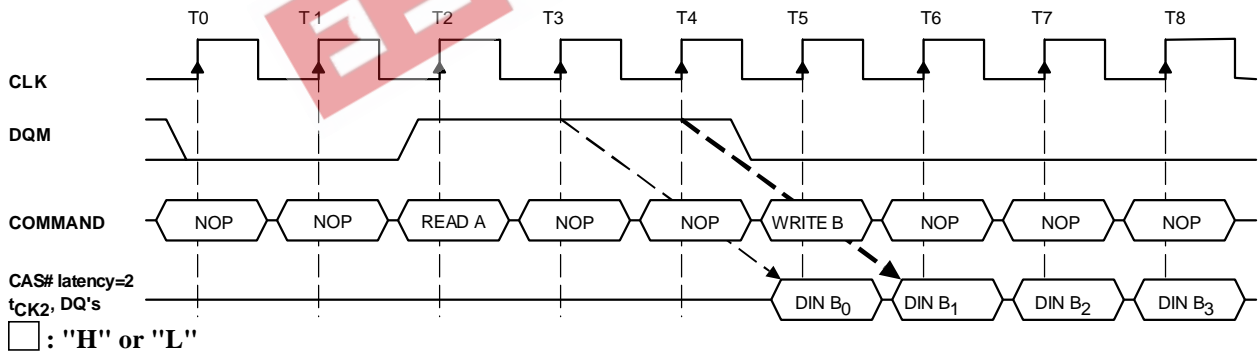 T0 T1 T2 T3 T4 T5 T6 T7 T8
CLK
DQM
COMMAND NOP NOP READ A NOP NOP WRITE B NOP NOP NOP
CAS# latency=2
tCK2, DQ's DIN B0 DIN B1 DIN B2 DIN B3
: "H" or "L"